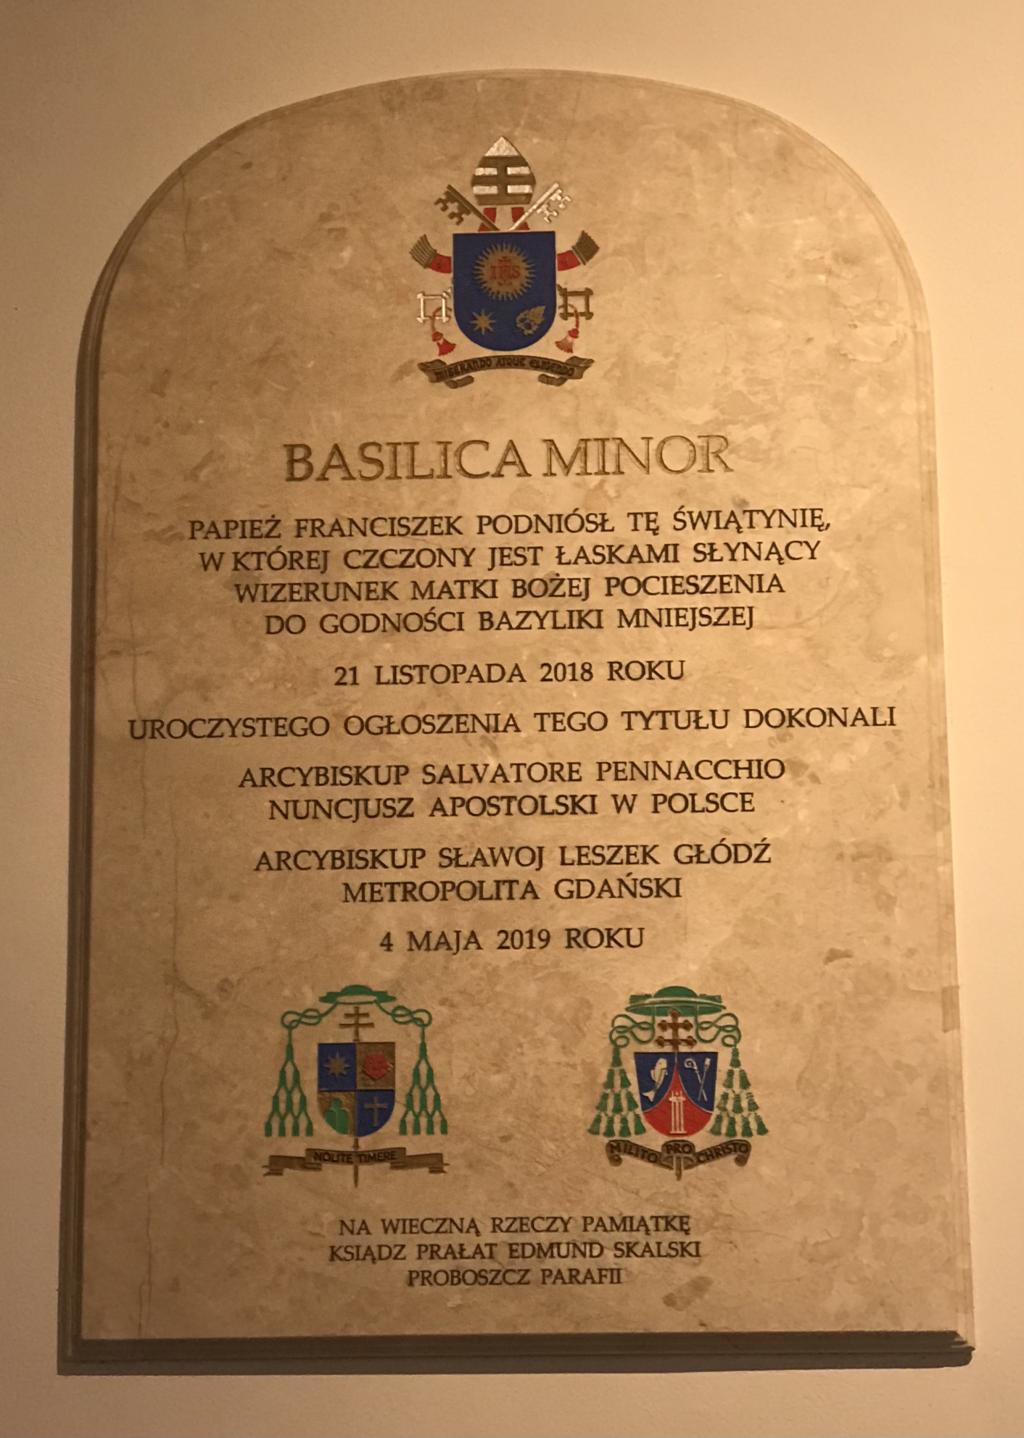 IHS
MISERANDO ATQUE ELIGENDO
BASILICA MINOR
PAPIEŻ FRANCISZEK PODNIÓSŁ TĘ ŚWIĄTYNIĘ,
W KTÓREJ CZCZONY JEST ŁASKAMI SŁYNĄCY
WIZERUNEK MATKI BOŻEJ POCIESZENIA
DO GODNOŚCI BAZYLIKI MNIEJSZEJ
21 LISTOPADA 2018 ROKU
UROCZYSTEGO OGŁOSZENIA TEGO TYTUŁU DOKONALI
ARCYBISKUP SALVATORE PENNACCHIO
NUNCJUSZ APOSTOLSKI W POLSCE
ARCYBISKUP SŁAWOJ LESZEK GŁÓDŹ
METROPOLITA GDAŃSKI
4 MAJA 2019 ROKU
NOLITE TIMERE
MILITO PRO CHRISTO
NA WIECZNĄ RZECZY PAMIĄTKĘ
KSIĄDZ PRAŁAT EDMUND SKALSKI
PROBOSZCZ PARAFII